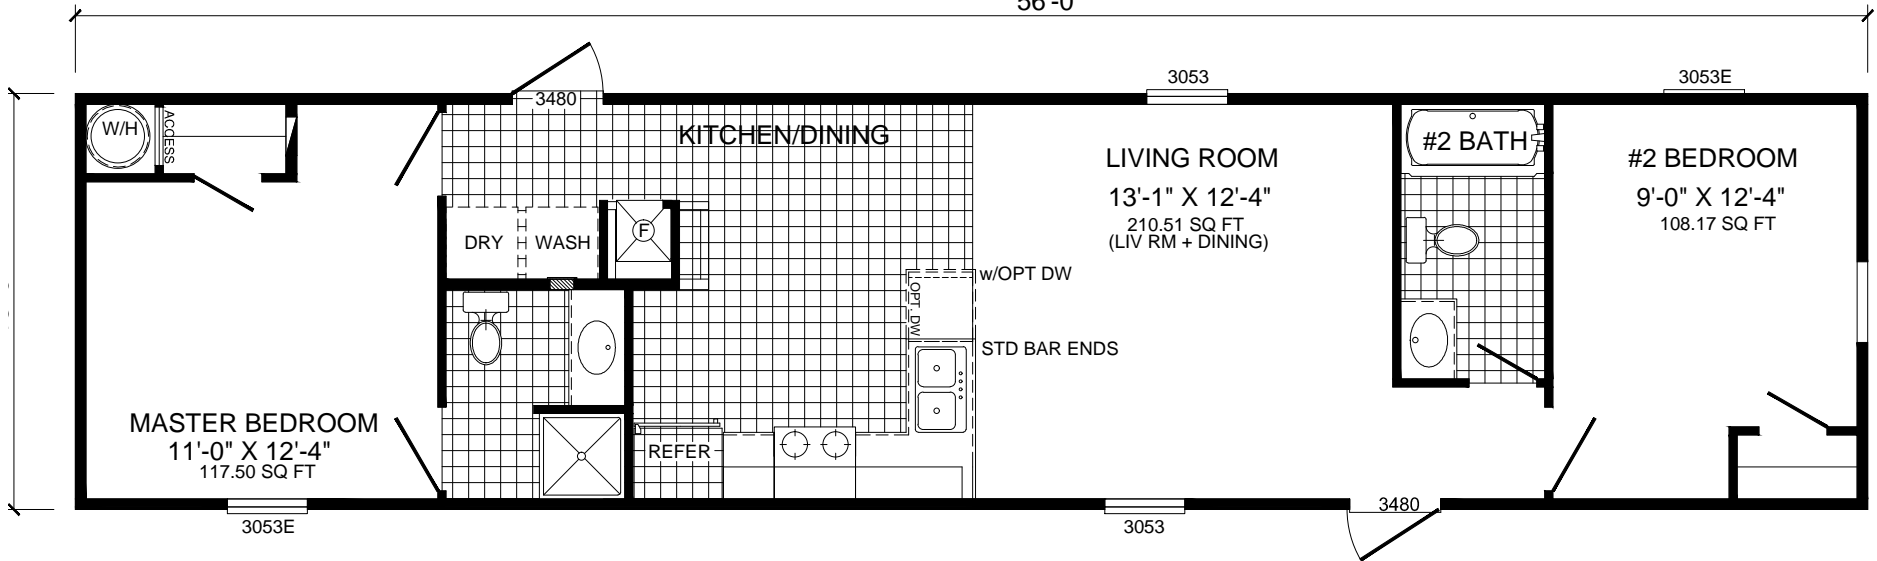 56'-0
3480
3053
3053E
W/H
ACCESS
KITCHEN/DINING
#2 BATH
LIVING ROOM
13'-1" X 12'-4"
210.51 SQ FT
(LIV RM + DINING)
#2 BEDROOM
9'-0" X 12'-4"
108.17 SQ FT
DRY
WASH
F
w/OPT DW
OPT. DW
STD BAR ENDS
MASTER BEDROOM
11'-0" X 12'-4"
117.50 SQ FT
REFER
3053E
3053
3480